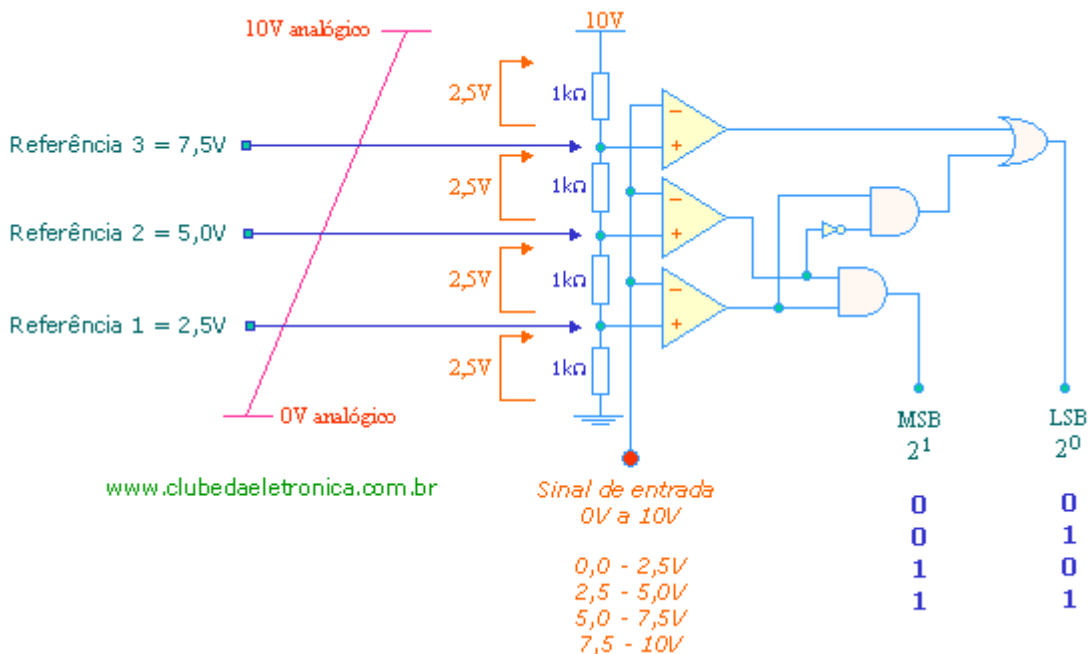 10V analógico
10V
2,5V
1kΩ
Referência 3 = 7,5V
2,5V
1kΩ
Referência 2 = 5,0V
2,5V
1kΩ
Referência 1 = 2,5V
2,5V
1kΩ
0V analógico
−
+
−
+
−
+
MSB
2¹
LSB
2⁰
www.clubedaeletronica.com.br
Sinal de entrada
0V a 10V
0,0 - 2,5V
2,5 - 5,0V
5,0 - 7,5V
7,5 - 10V
0 0
0 1
1 0
1 1